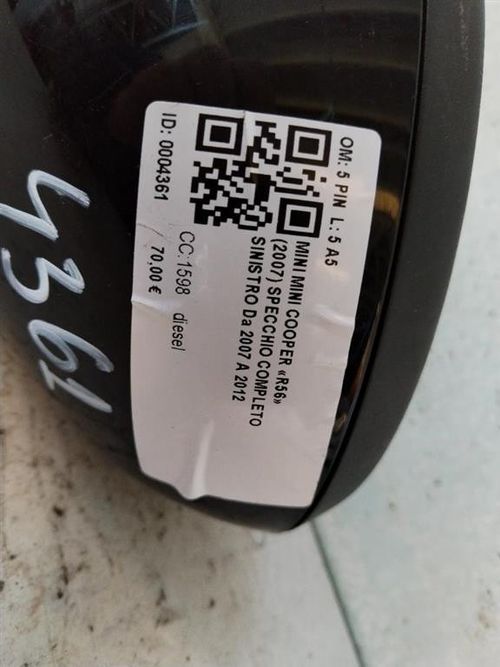 OM: 5 PIN L: 5 A5
MINI MINI COOPER «R56»
(2007) SPECCHIO COMPLETO
SINISTRO Da 2007 A 2012
CC:1598 diesel
ID: 0004361 70,00 €
4361